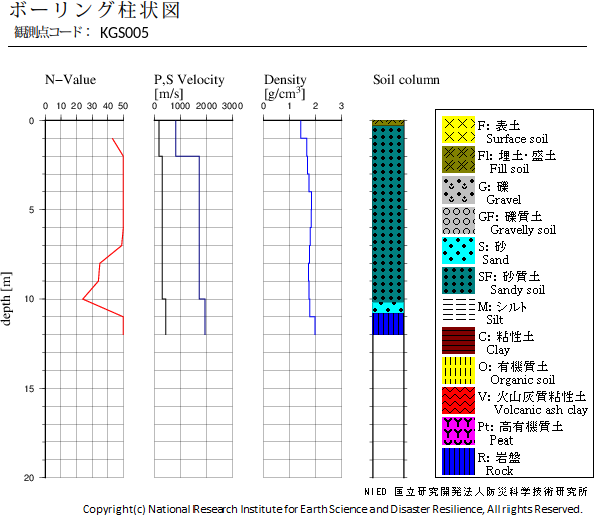 ボーリング柱状図
観測点コード： KGS005
N-Value
P,S Velocity
[m/s]
Density
[g/cm3]
Soil column
0 10 20 30 40 50
0 1000 2000 3000
0 1 2 3
0
5
10
15
20
depth [m]
F: 表土
Surface soil
Fl: 埋土・盛土
Fill soil
G: 礫
Gravel
GF: 礫質土
Gravelly soil
S: 砂
Sand
SF: 砂質土
Sandy soil
M: シルト
Silt
C: 粘性土
Clay
O: 有機質土
Organic soil
V: 火山灰質粘性土
Volcanic ash clay
Pt: 高有機質土
Peat
R: 岩盤
Rock
NIED 国立研究開発法人防災科学技術研究所
Copyright(c) National Research Institute for Earth Science and Disaster Resilience, All rights Reserved.